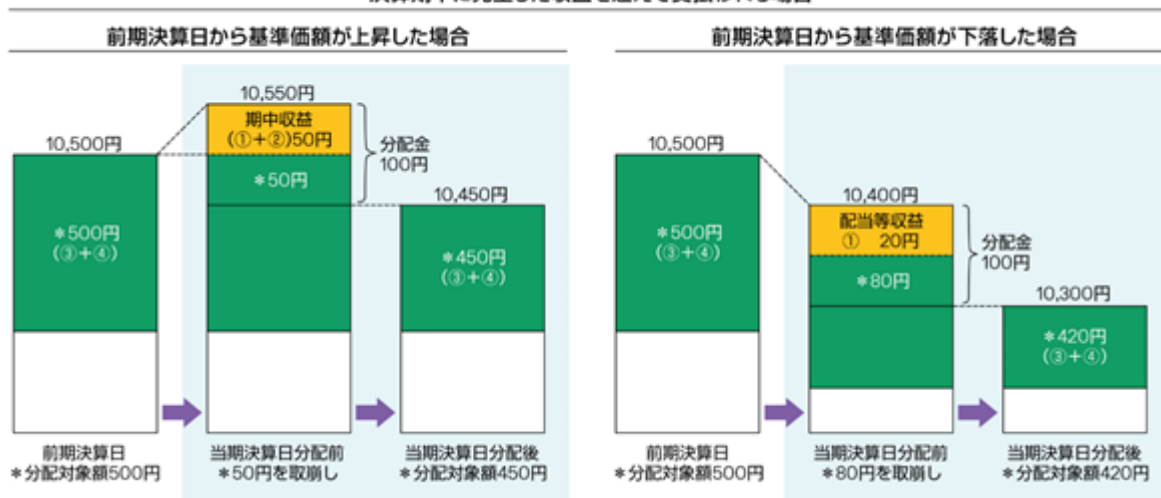 前期決算日から基準価額が上昇した場合
10,500円
＊500円
(③+④)
10,550円
期中収益
(①+②)50円
＊50円
分配金
100円
10,450円
＊450円
(③+④)
前期決算日
＊分配対象額500円
当期決算日分配前
＊50円を取崩し
当期決算日分配後
＊分配対象額450円
前期決算日から基準価額が下落した場合
10,500円
＊500円
(③+④)
10,400円
配当等収益
① 20円
＊80円
分配金
100円
10,300円
＊420円
(③+④)
前期決算日
＊分配対象額500円
当期決算日分配前
＊80円を取崩し
当期決算日分配後
＊分配対象額420円